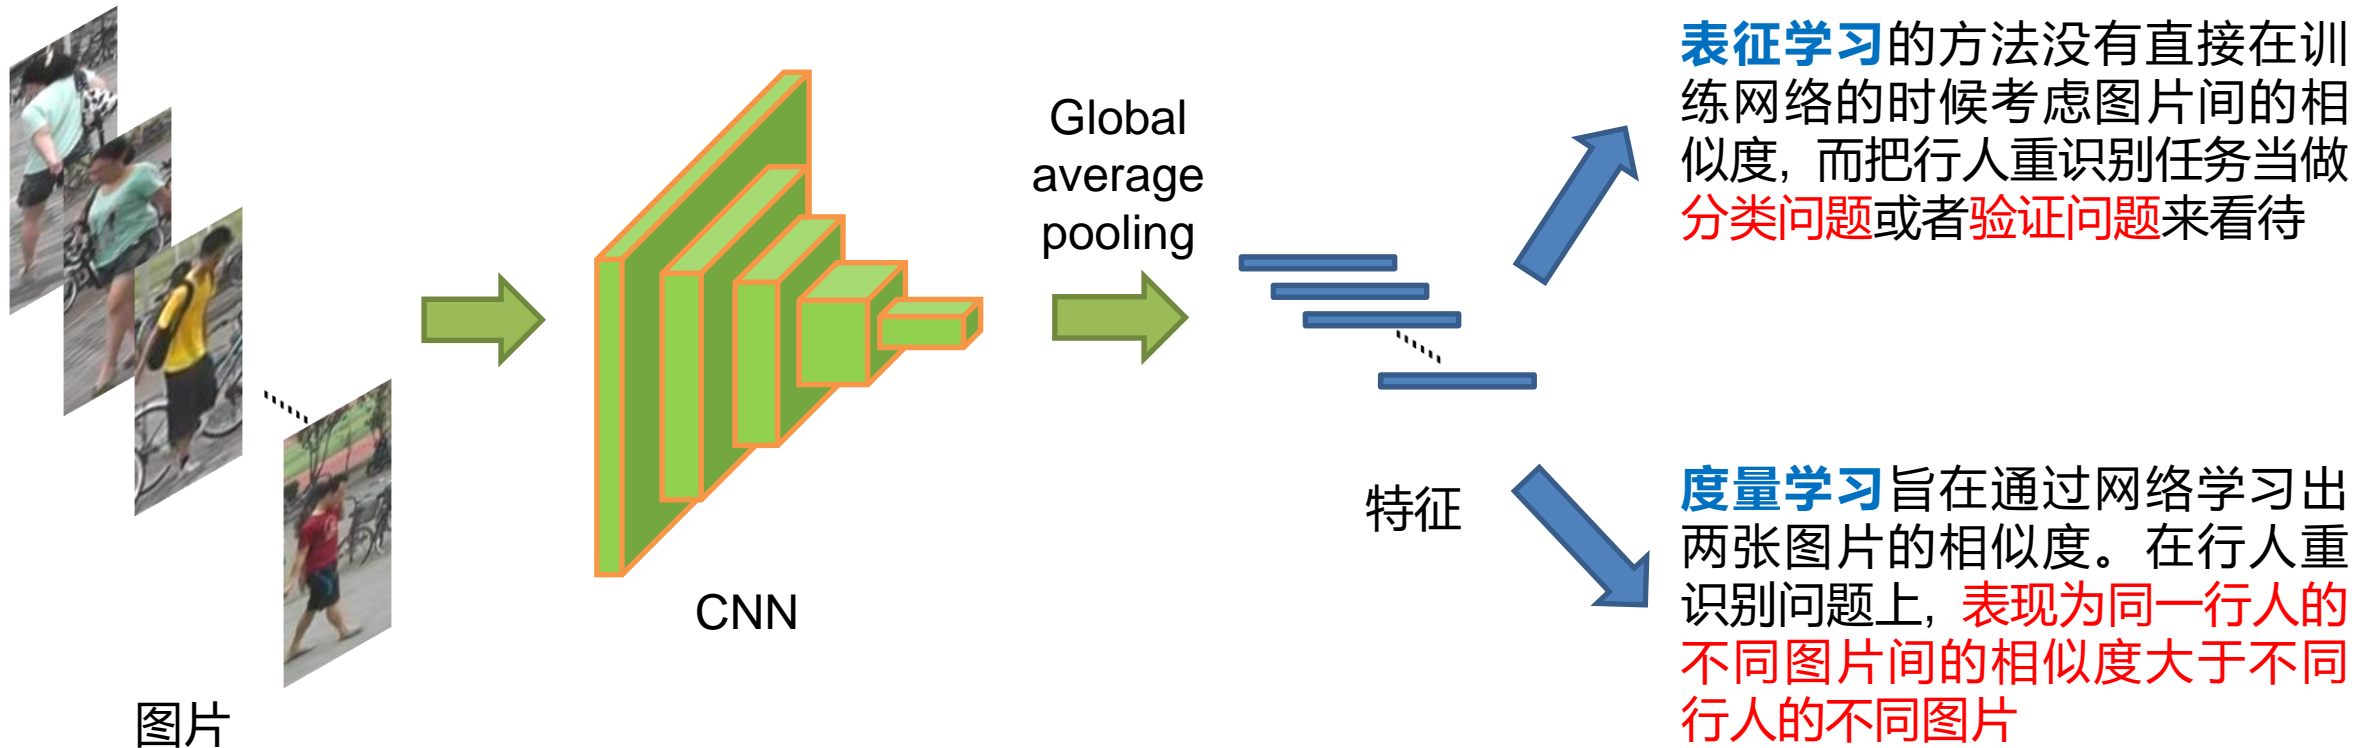 图片
CNN
Global
average
pooling
特征
表征学习的方法没有直接在训
练网络的时候考虑图片间的相
似度, 而把行人重识别任务当做
分类问题或者验证问题来看待
度量学习旨在通过网络学习出
两张图片的相似度。在行人重
识别问题上, 表现为同一行人的
不同图片间的相似度大于不同
行人的不同图片